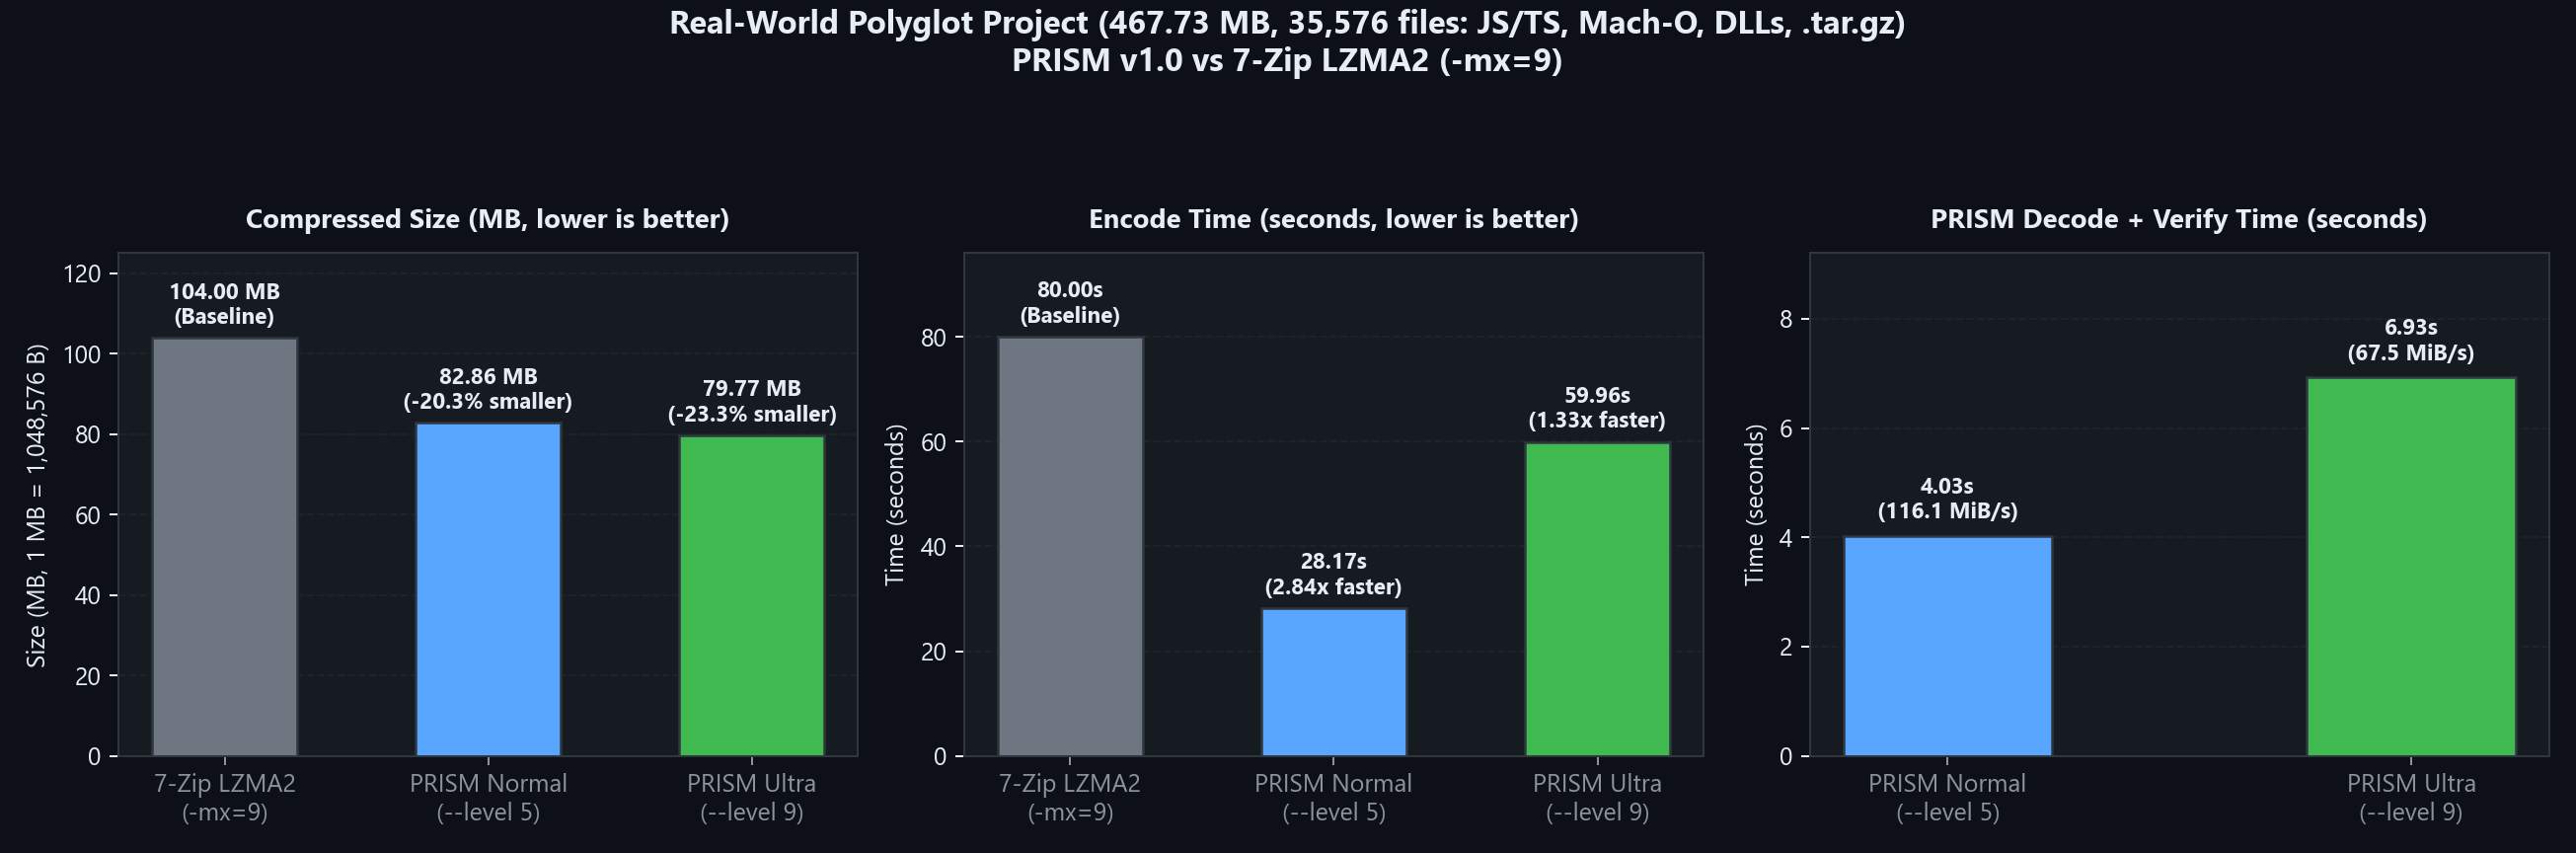 Real-World Polyglot Project (467.73 MB, 35,576 files: JS/TS, Mach-O, DLLs, .tar.gz)
PRISM v1.0 vs 7-Zip LZMA2 (-mx=9)
Compressed Size (MB, lower is better)
Size (MB, 1 MB = 1,048,576 B)
120
100
80
60
40
20
0
104.00 MB
(Baseline)
82.86 MB
(-20.3% smaller)
79.77 MB
(-23.3% smaller)
7-Zip LZMA2
(-mx=9)
PRISM Normal
(--level 5)
PRISM Ultra
(--level 9)
Encode Time (seconds, lower is better)
Time (seconds)
80
60
40
20
0
80.00s
(Baseline)
28.17s
(2.84x faster)
59.96s
(1.33x faster)
7-Zip LZMA2
(-mx=9)
PRISM Normal
(--level 5)
PRISM Ultra
(--level 9)
PRISM Decode + Verify Time (seconds)
Time (seconds)
8
6
4
2
0
4.03s
(116.1 MiB/s)
6.93s
(67.5 MiB/s)
PRISM Normal
(--level 5)
PRISM Ultra
(--level 9)